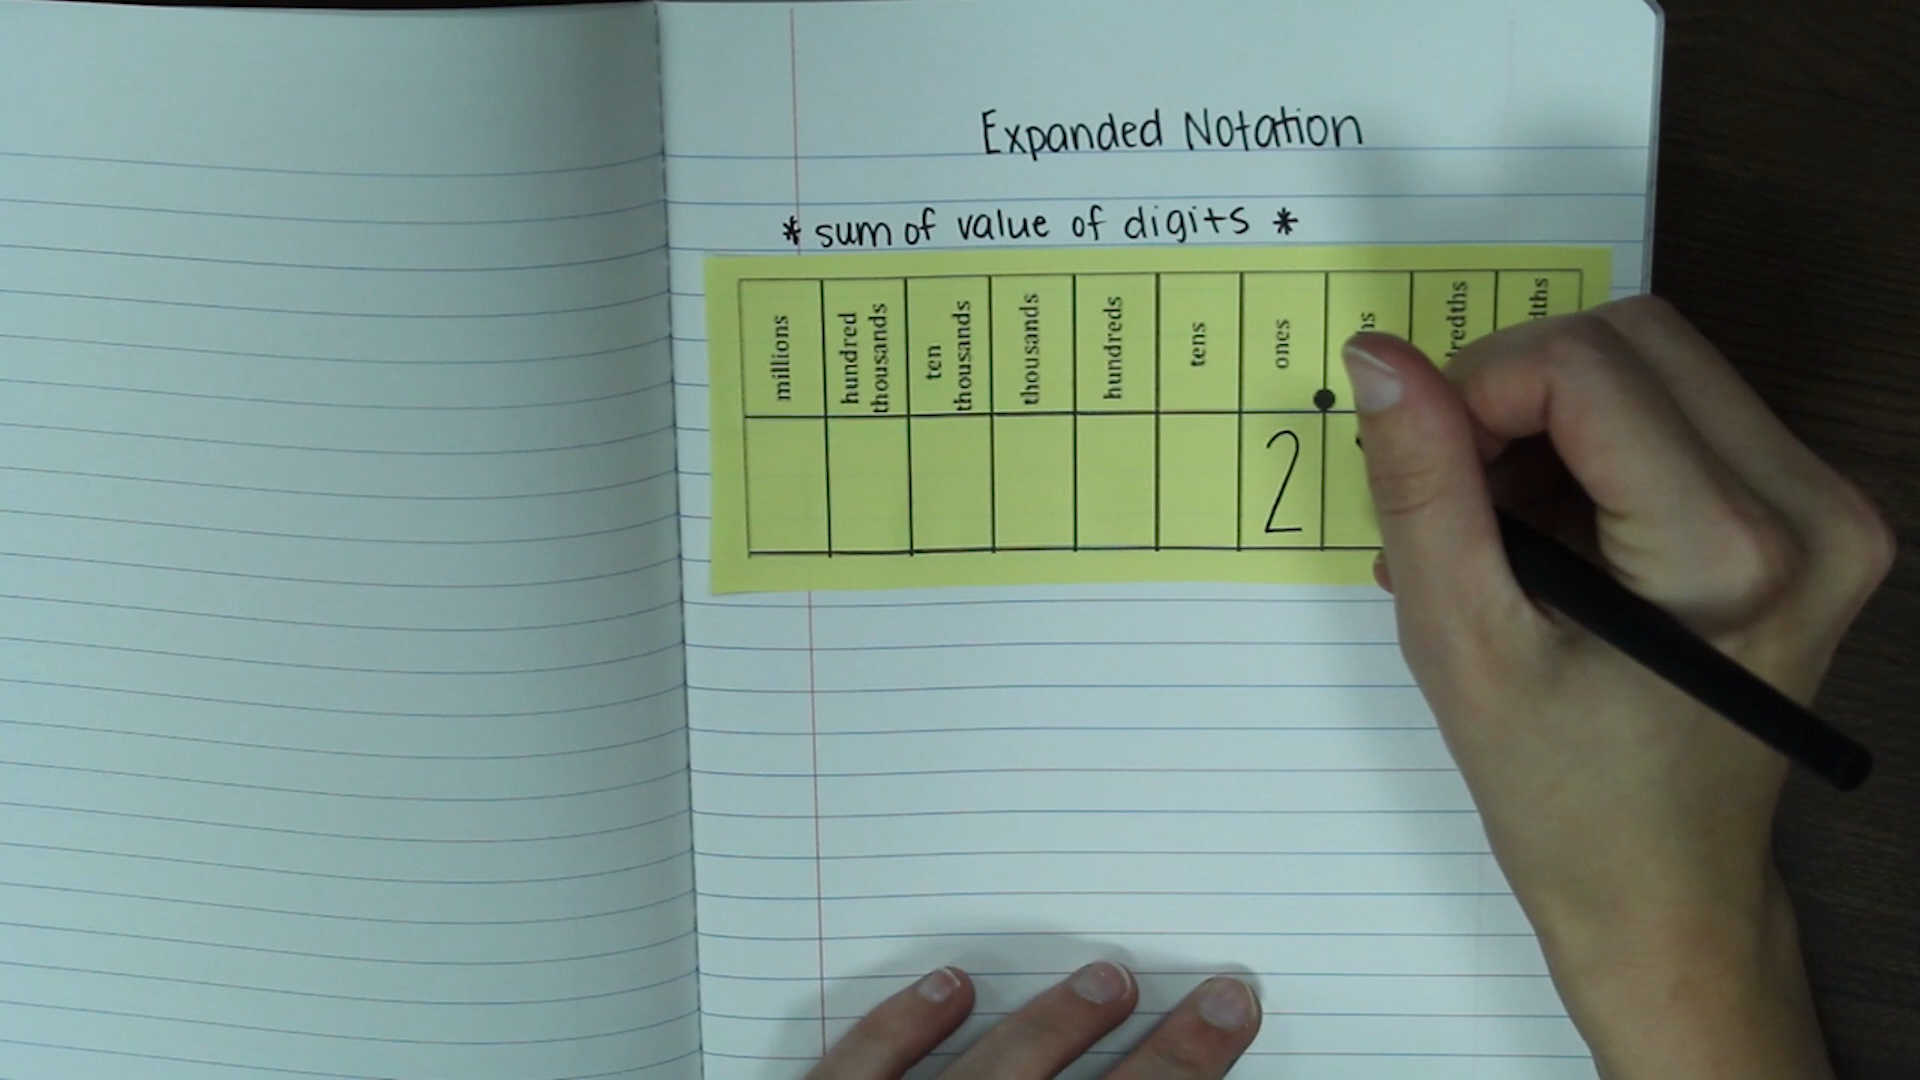 Expanded Notation
* sum of value of digits *
millions
hundred
thousands
ten
thousands
thousands
hundreds
tens
ones
2